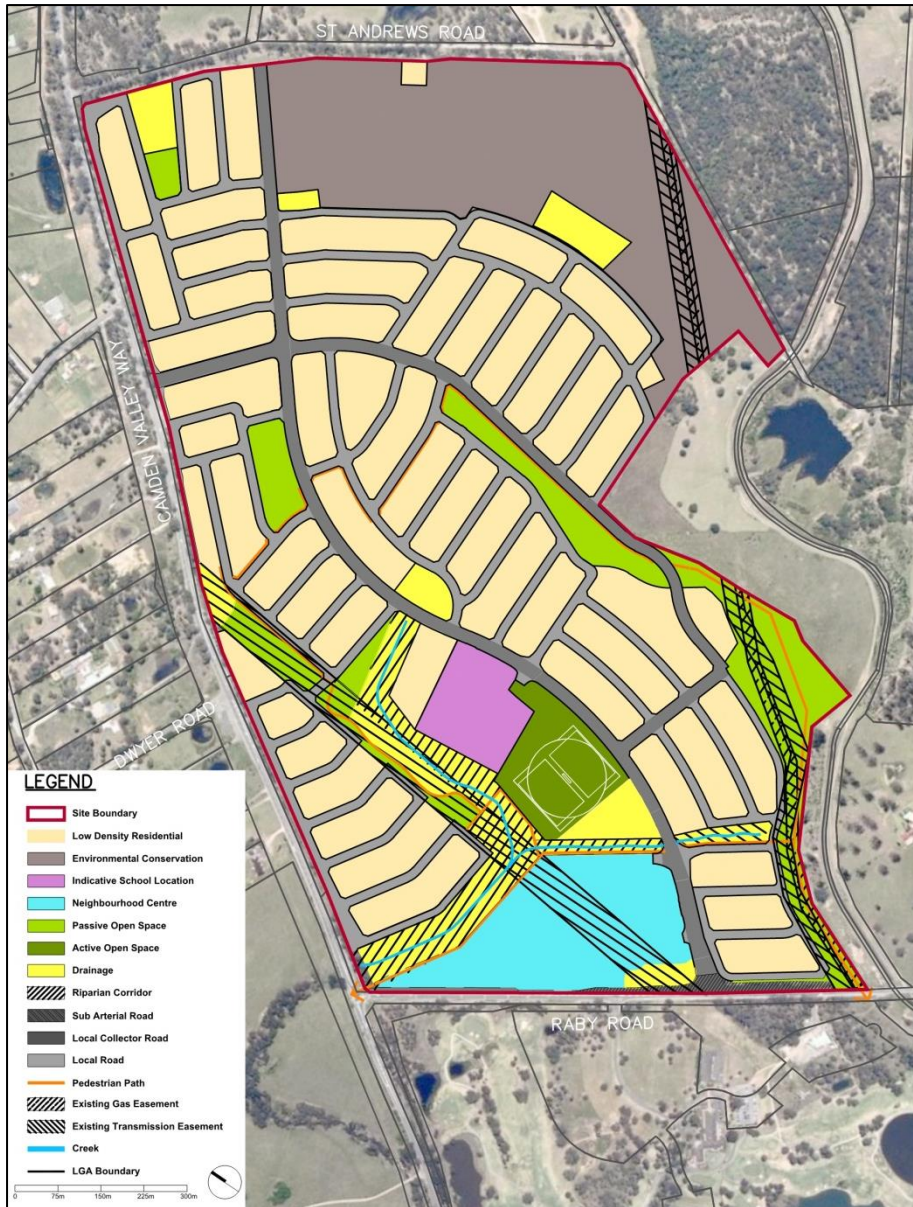 ST ANDREWS ROAD
CAMDEN VALLEY WAY
DWYER ROAD
LEGEND
Site Boundary
Low Density Residential
Environmental Conservation
Indicative School Location
Neighbourhood Centre
Passive Open Space
Active Open Space
Drainage
Riparian Corridor
Sub Arterial Road
Local Collector Road
Local Road
Pedestrian Path
Existing Gas Easement
Existing Transmission Easement
Creek
LGA Boundary
0 75m 150m 225m 300m
RABY ROAD